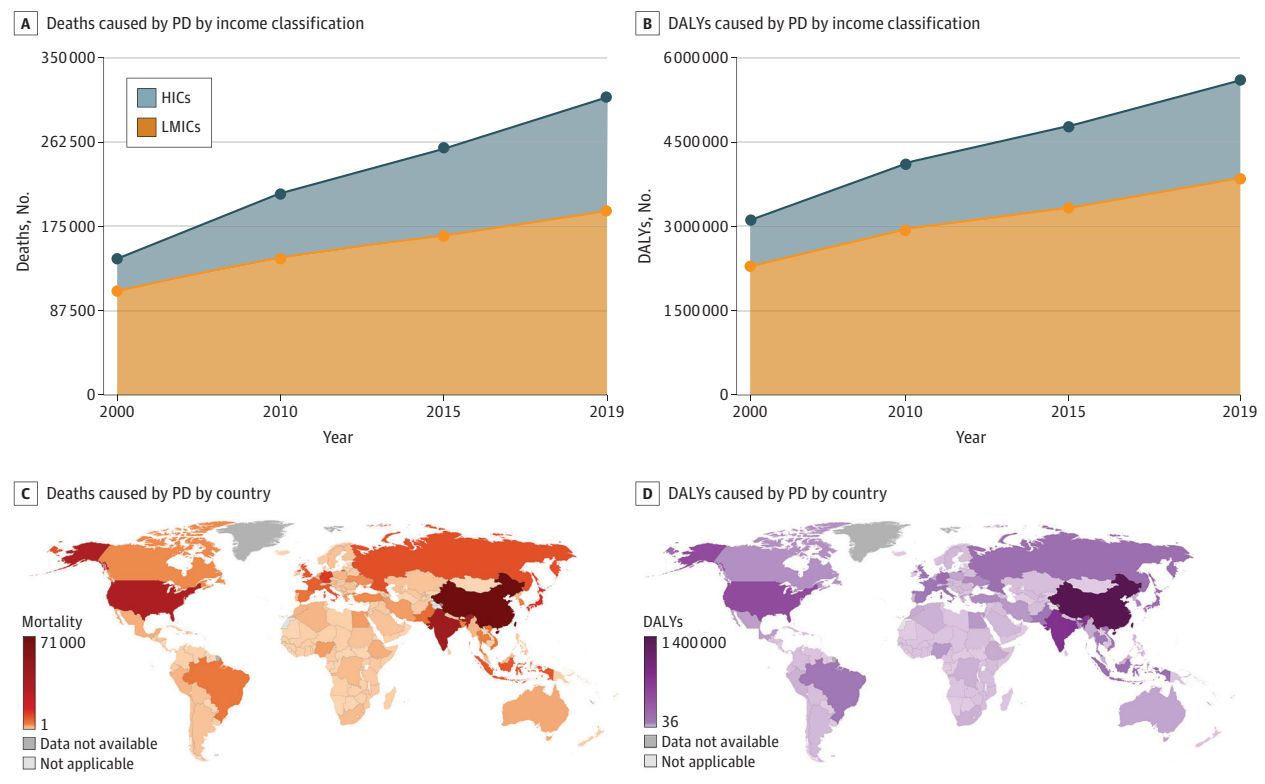 A Deaths caused by PD by income classification
350 000
262 500
175 000
87 500
0
Deaths, No.
HICs
LMICs
2000 2010 2015 2019
Year
B DALYs caused by PD by income classification
6 000 000
4 500 000
3 000 000
1 500 000
0
DALYs, No.
2000 2010 2015 2019
Year
C Deaths caused by PD by country
Mortality
71 000
1
Data not available
Not applicable
D DALYs caused by PD by country
DALYs
1 400 000
36
Data not available
Not applicable